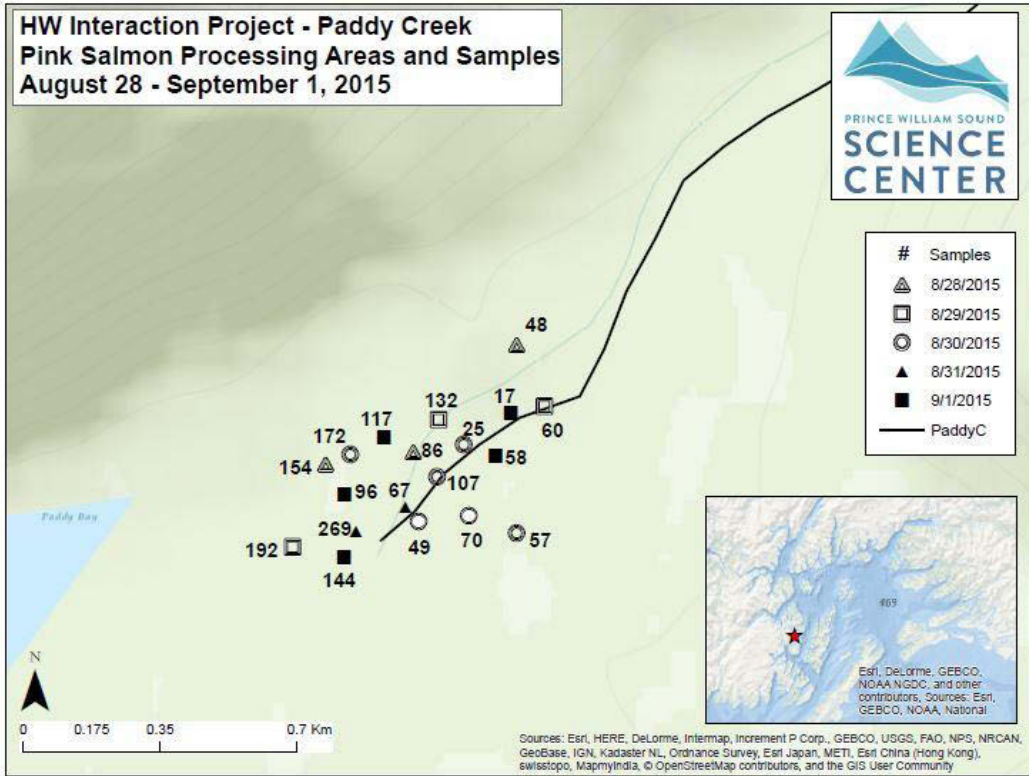 HW Interaction Project - Paddy Creek
Pink Salmon Processing Areas and Samples
August 28 - September 1, 2015
PRINCE WILLIAM SOUND
SCIENCE
CENTER
# Samples
8/28/2015
8/29/2015
8/30/2015
8/31/2015
9/1/2015
PaddyC
48
132
17
117
60
25
172
86
58
154
107
96
67
269
49
70
57
192
144
Paddy Bay
N
0 0.175 0.35 0.7 Km
469
Esri, DeLorme, GEBCO,
NOAA NGDC, and other
contributors, Sources: Esri,
GEBCO, NOAA, National
Sources: Esri, HERE, DeLorme, Intermap, increment P Corp., GEBCO, USGS, FAO, NPS, NRCAN,
GeoBase, IGN, Kadaster NL, Ordnance Survey, Esri Japan, METI, Esri China (Hong Kong),
swisstopo, MapmyIndia, © OpenStreetMap contributors, and the GIS User Community